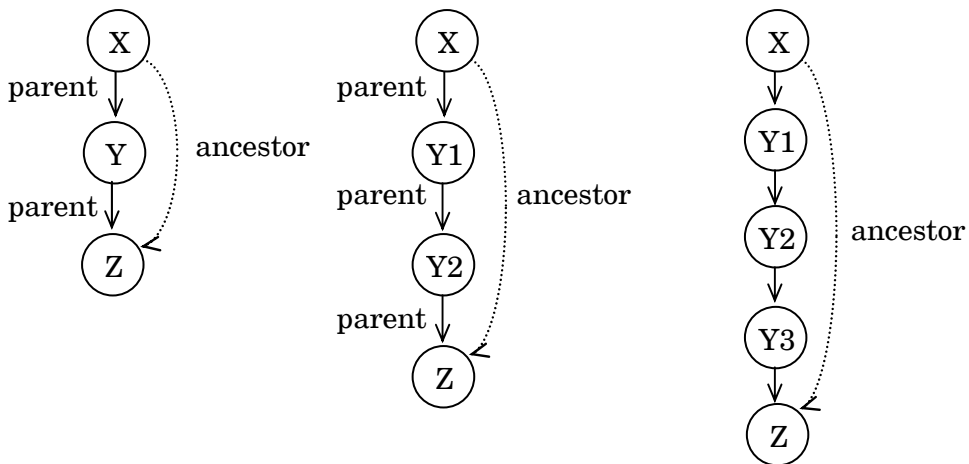 X
parent
Y
ancestor
parent
Z
X
parent
Y1
parent
ancestor
Y2
parent
Z
X
Y1
Y2
ancestor
Y3
Z